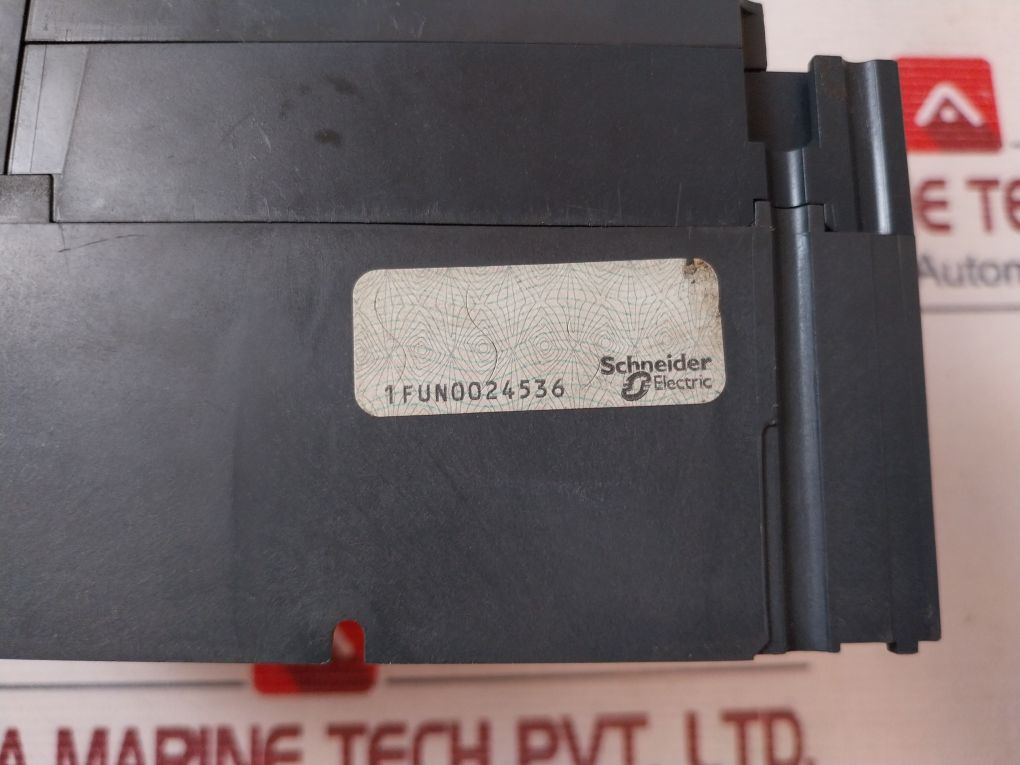 E TE
Autom
1FUN0024536
Schneider
Electric
A MARINE TECH PVT. LTD.